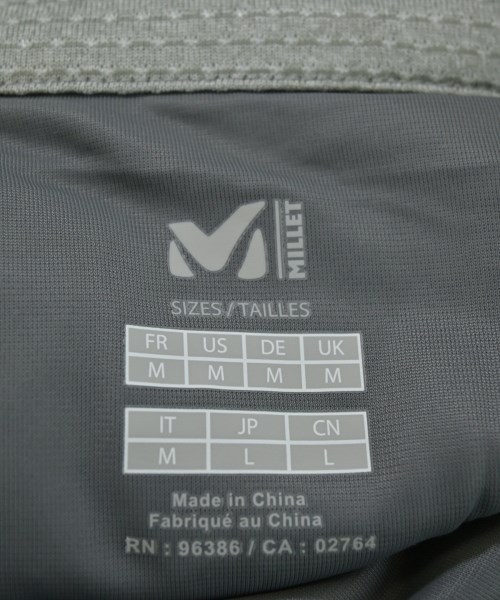 MILLET
SIZES/TAILLES
FR US DE UK
M M M M
IT JP CN
M L L
Made in China
Fabriqué au China
RN : 96386 / CA : 02764